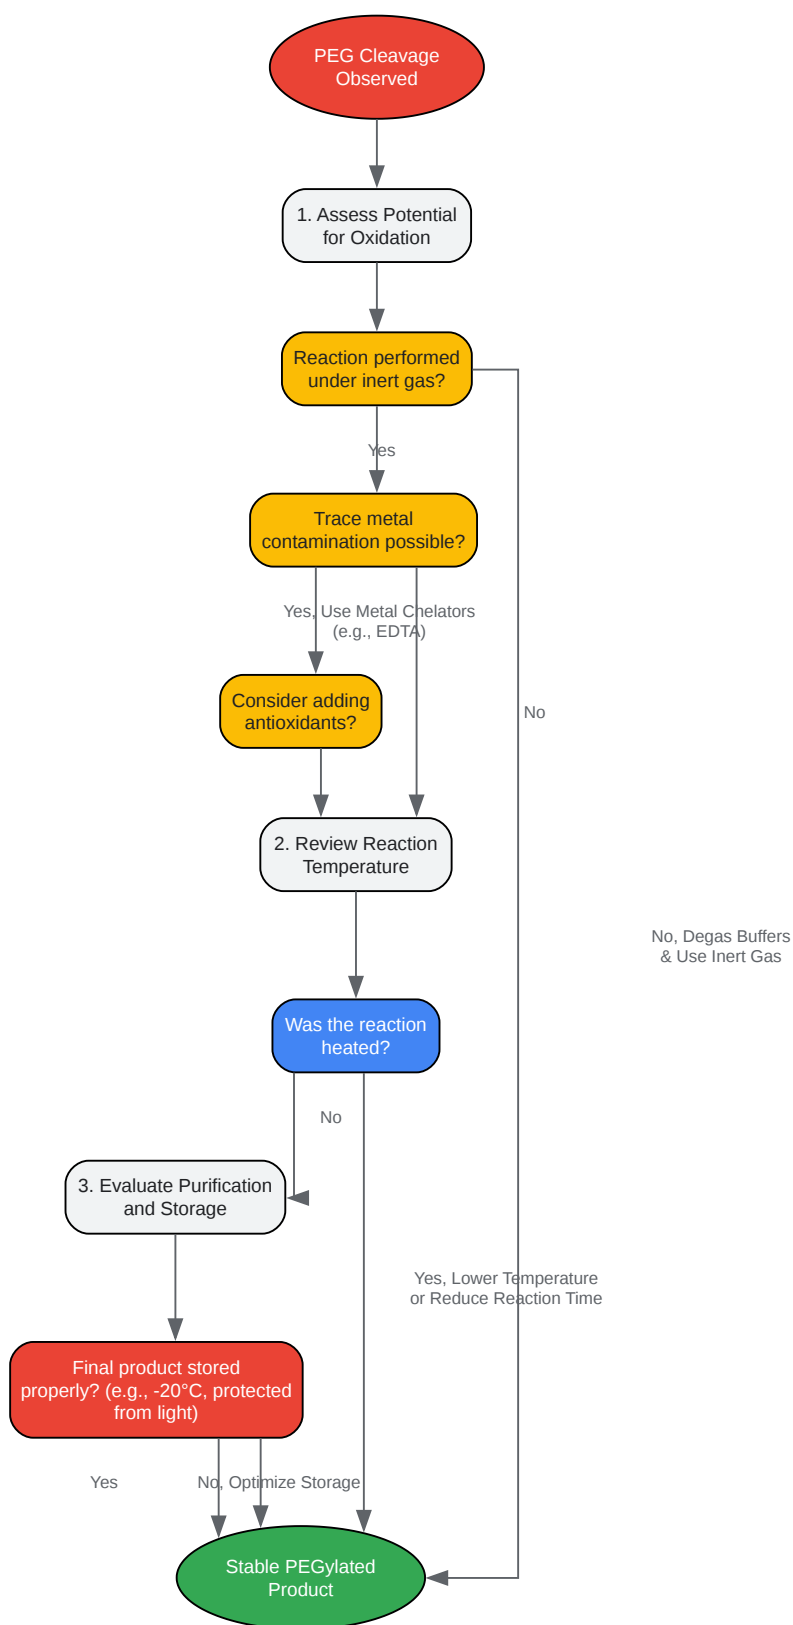 PEG Cleavage
Observed
1. Assess Potential
for Oxidation
Reaction performed
under inert gas?
Yes
Trace metal
contamination possible?
Yes, Use Metal Chelators
(e.g., EDTA)
Consider adding
antioxidants?
No
2. Review Reaction
Temperature
No, Degas Buffers
& Use Inert Gas
Was the reaction
heated?
No
3. Evaluate Purification
and Storage
Yes, Lower Temperature
or Reduce Reaction Time
Final product stored
properly? (e.g., -20°C, protected
from light)
Yes
No, Optimize Storage
Stable PEGylated
Product